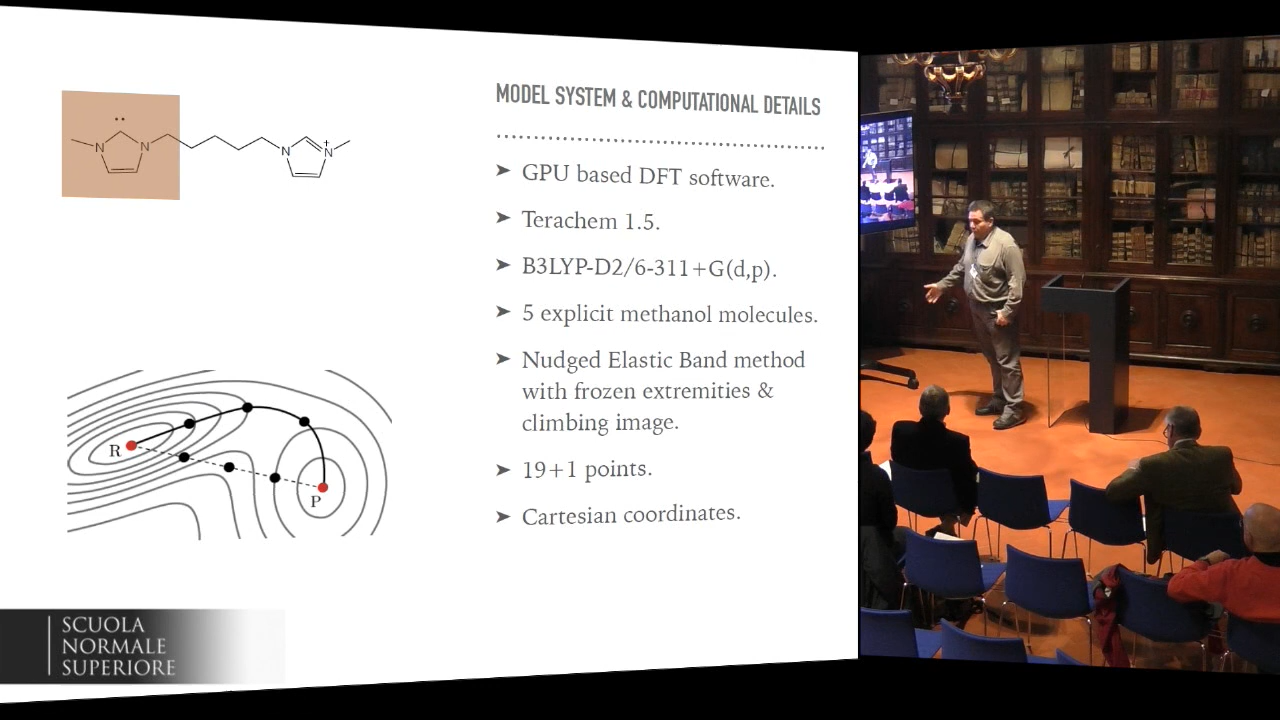 MODEL SYSTEM & COMPUTATIONAL DETAILS
➤ GPU based DFT software.
➤ Terachem 1.5.
➤ B3LYP-D2/6-311+G(d,p).
➤ 5 explicit methanol molecules.
➤ Nudged Elastic Band method
with frozen extremities &
climbing image.
➤ 19+1 points.
➤ Cartesian coordinates.
N N N N+
R
P
SCUOLA
NORMALE
SUPERIORE